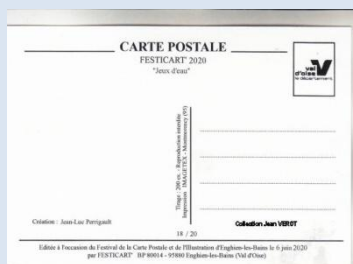 CARTE POSTALE
FESTICART' 2020
"Jeux d'eau"
val
d'oise
le département
Tirage : 200 ex. - Reproduction interdite
Impression IMAGETEX - Montmorency (95)
Création : Jean-Luc Perrigault
Collection Jean VEROT
18 / 20
Editée à l'occasion du Festival de la Carte Postale et de l'Illustration d'Enghien-les-Bains le 6 juin 2020
par FESTICART' BP 80014 - 95880 Enghien-les-Bains (Val d'Oise)